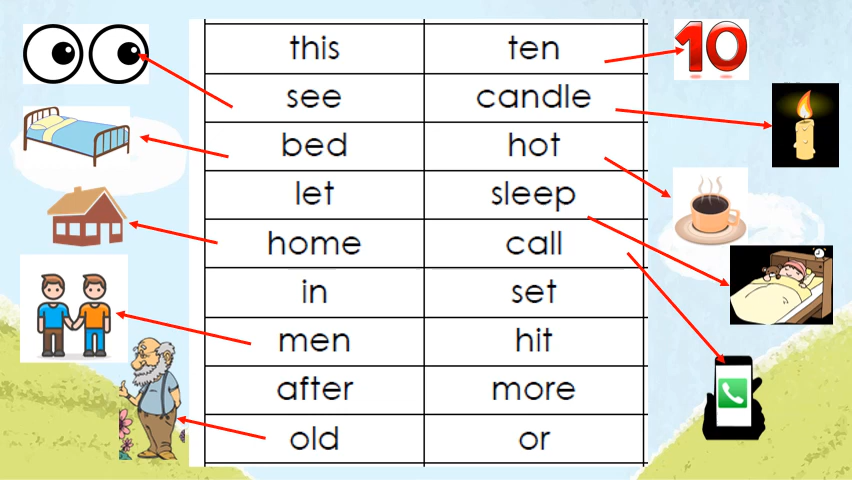 this ten 10
see candle
bed hot
let sleep
home call
in set
men hit
after more
old or